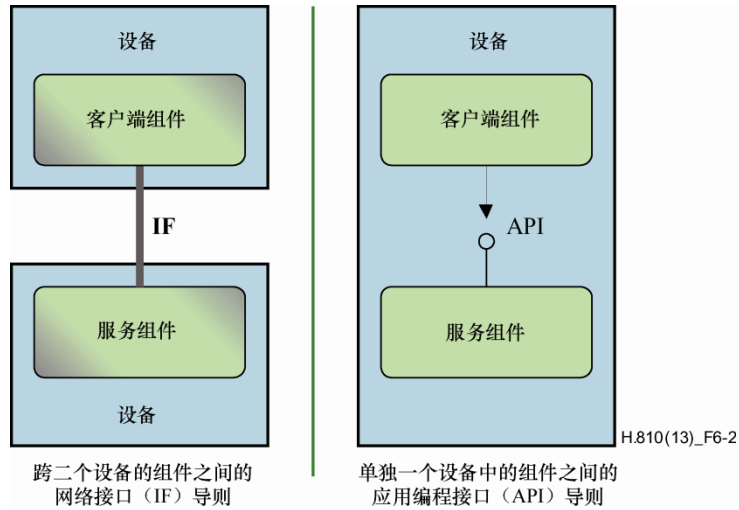 设备
客户端组件
IF
服务组件
设备
跨二个设备的组件之间的
网络接口（IF）导则
设备
客户端组件
API
服务组件
H.810(13)_F6-2
单独一个设备中的组件之间的
应用编程接口（API）导则